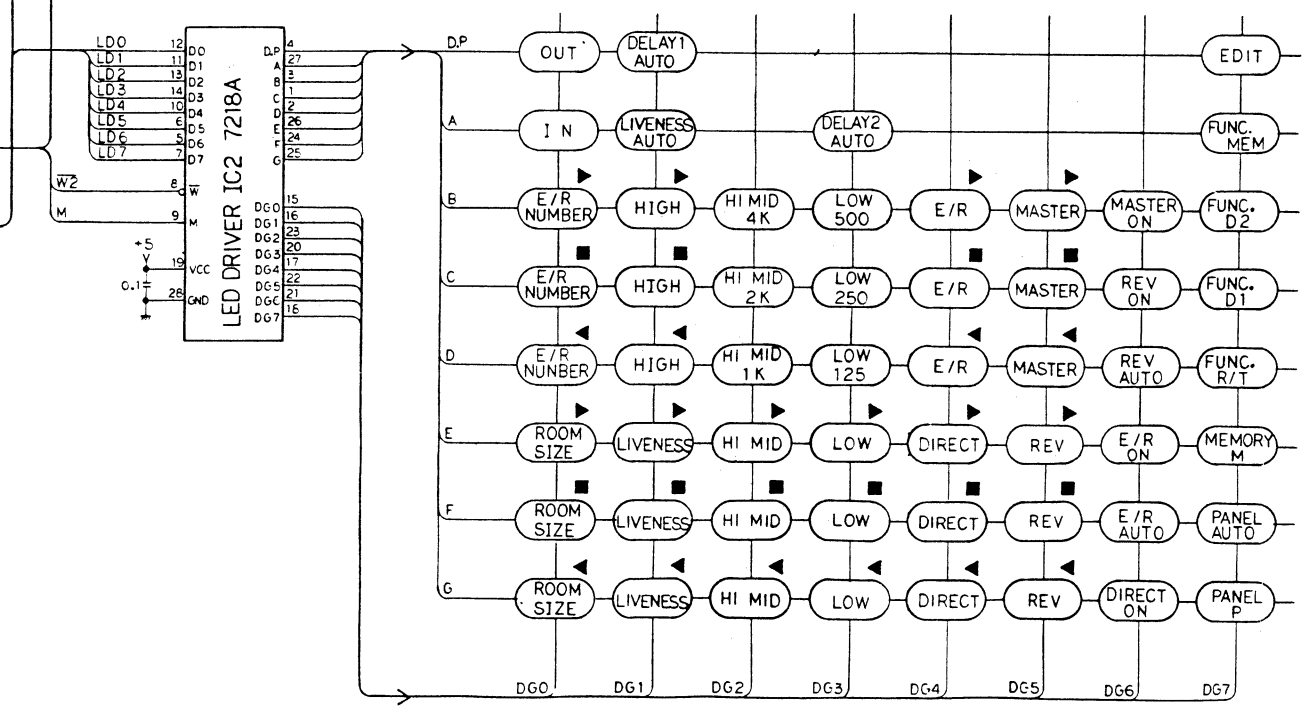 LD0 12 D0
LD1 11 D1
LD2 13 D2
LD3 14 D3
LD4 10 D4
LD5 6 D5
LD6 5 D6
LD7 7 D7
W2 8 W
M 9 M
+5
V
19 VCC
0.1
28 GND
LED DRIVER IC2 7218A
D.P 4
A 27
B 3
C 1
D 2
E 26
F 24
G 25
DG0 15
DG1 16
DG2 23
DG3 20
DG4 17
DG5 22
DGC 21
DG7 18
D.P
OUT
DELAY1
AUTO
EDIT
A
IN
LIVENESS
AUTO
DELAY2
AUTO
FUNC.
MEM
B
E/R
NUMBER
HIGH
HI MID
4K
LOW
500
E/R
MASTER
MASTER
ON
FUNC.
D2
C
E/R
NUMBER
HIGH
HI MID
2K
LOW
250
E/R
MASTER
REV
ON
FUNC.
D1
D
E/R
NUNBER
HIGH
HI MID
1K
LOW
125
E/R
MASTER
REV
AUTO
FUNC.
R/T
E
ROOM
SIZE
LIVENESS
HI MID
LOW
DIRECT
REV
E/R
ON
MEMORY
M
F
ROOM
SIZE
LIVENESS
HI MID
LOW
DIRECT
REV
E/R
AUTO
PANEL
AUTO
G
ROOM
SIZE
LIVENESS
HI MID
LOW
DIRECT
REV
DIRECT
ON
PANEL
P
DG0 DG1 DG2 DG3 DG4 DG5 DG6 DG7